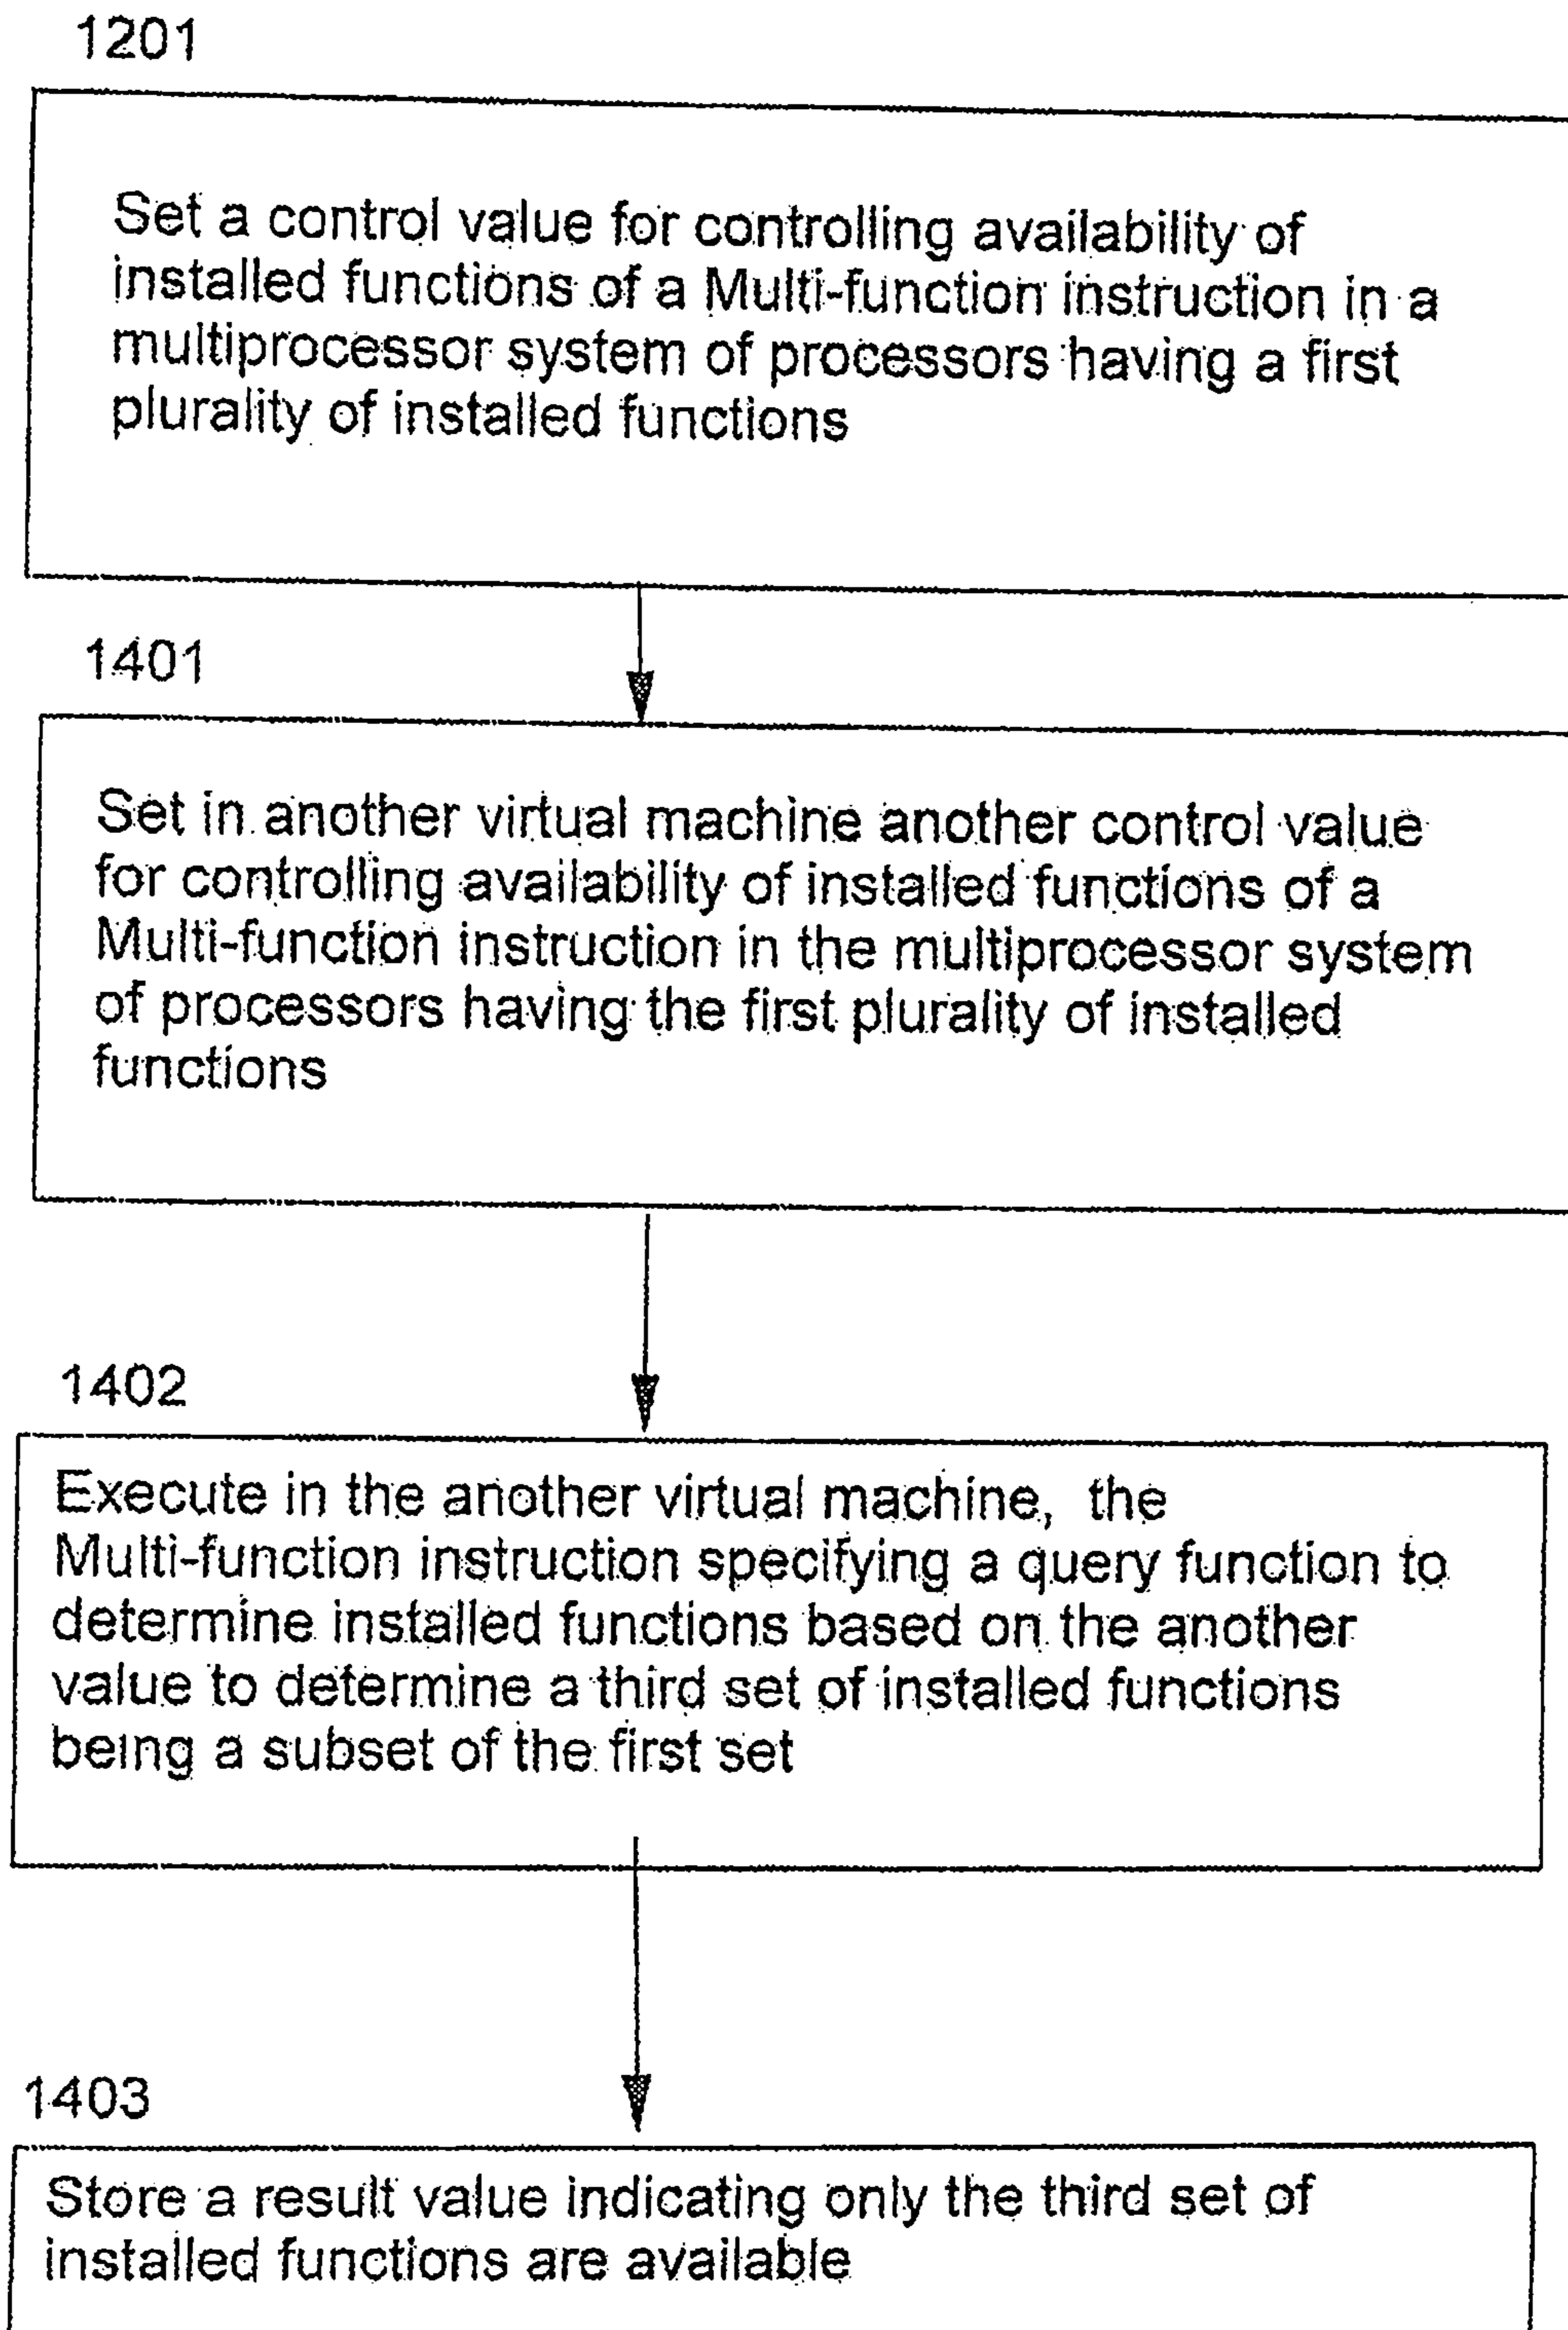 1201
Set a control value for controlling availability of
installed functions of a Multi-function instruction in a
multiprocessor system of processors having a first
plurality of installed functions
1401
Set in another virtual machine another control value
for controlling availability of installed functions of a
Multi-function instruction in the multiprocessor system
of processors having the first plurality of installed
functions
1402
Execute in the another virtual machine, the
Multi-function instruction specifying a query function to
determine installed functions based on the another
value to determine a third set of installed functions
being a subset of the first set
1403
Store a result value indicating only the third set of
installed functions are available